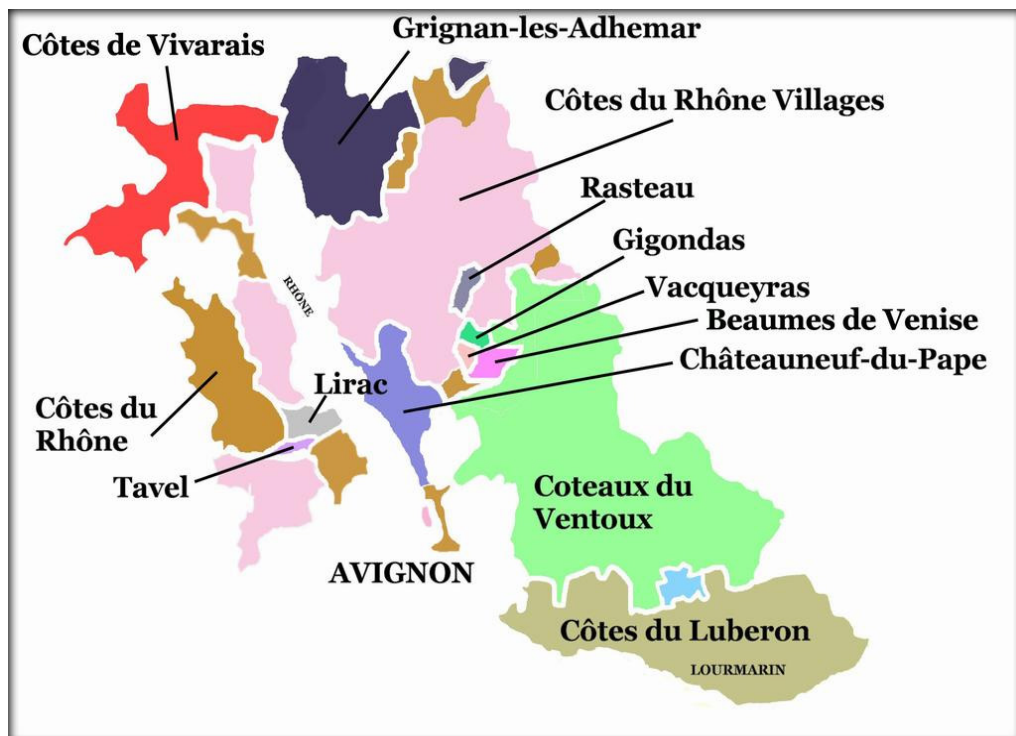 Grignan-les-Adhemar
Côtes de Vivarais
Côtes du Rhône Villages
Rasteau
Gigondas
RHÔNE
Vacqueyras
Beaumes de Venise
Châteauneuf-du-Pape
Lirac
Côtes du
Rhône
Tavel
Coteaux du
Ventoux
AVIGNON
Côtes du Luberon
LOURMARIN